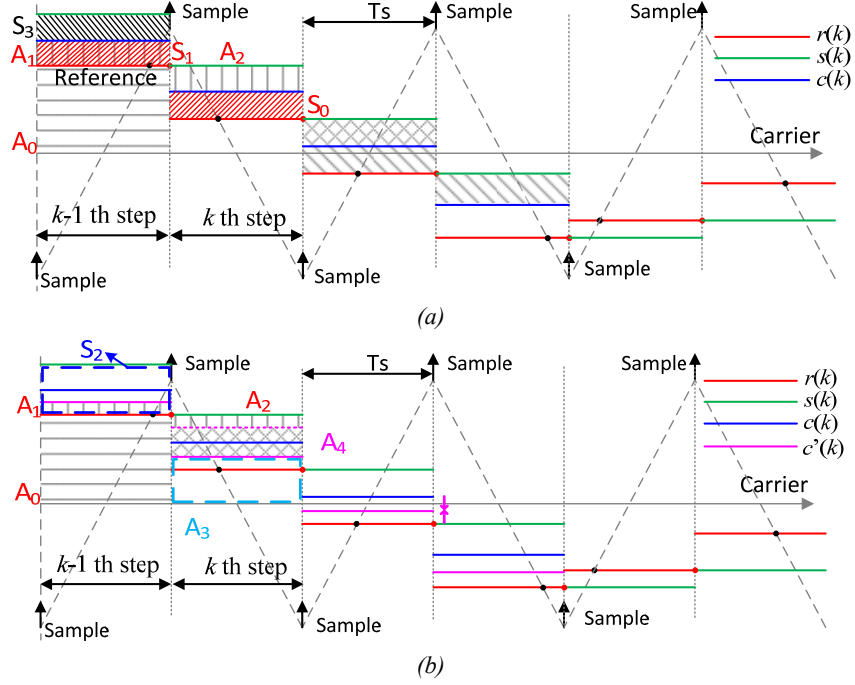 Sample
Ts
Sample
Sample
S3
A1
S1
A2
Reference
r(k)
s(k)
c(k)
S0
A0
Carrier
k-1 th step
k th step
Sample
Sample
Sample
(a)
S2
Sample
Ts
Sample
Sample
A1
A2
r(k)
s(k)
c(k)
c’(k)
A4
A0
Carrier
A3
k-1 th step
k th step
Sample
Sample
Sample
(b)